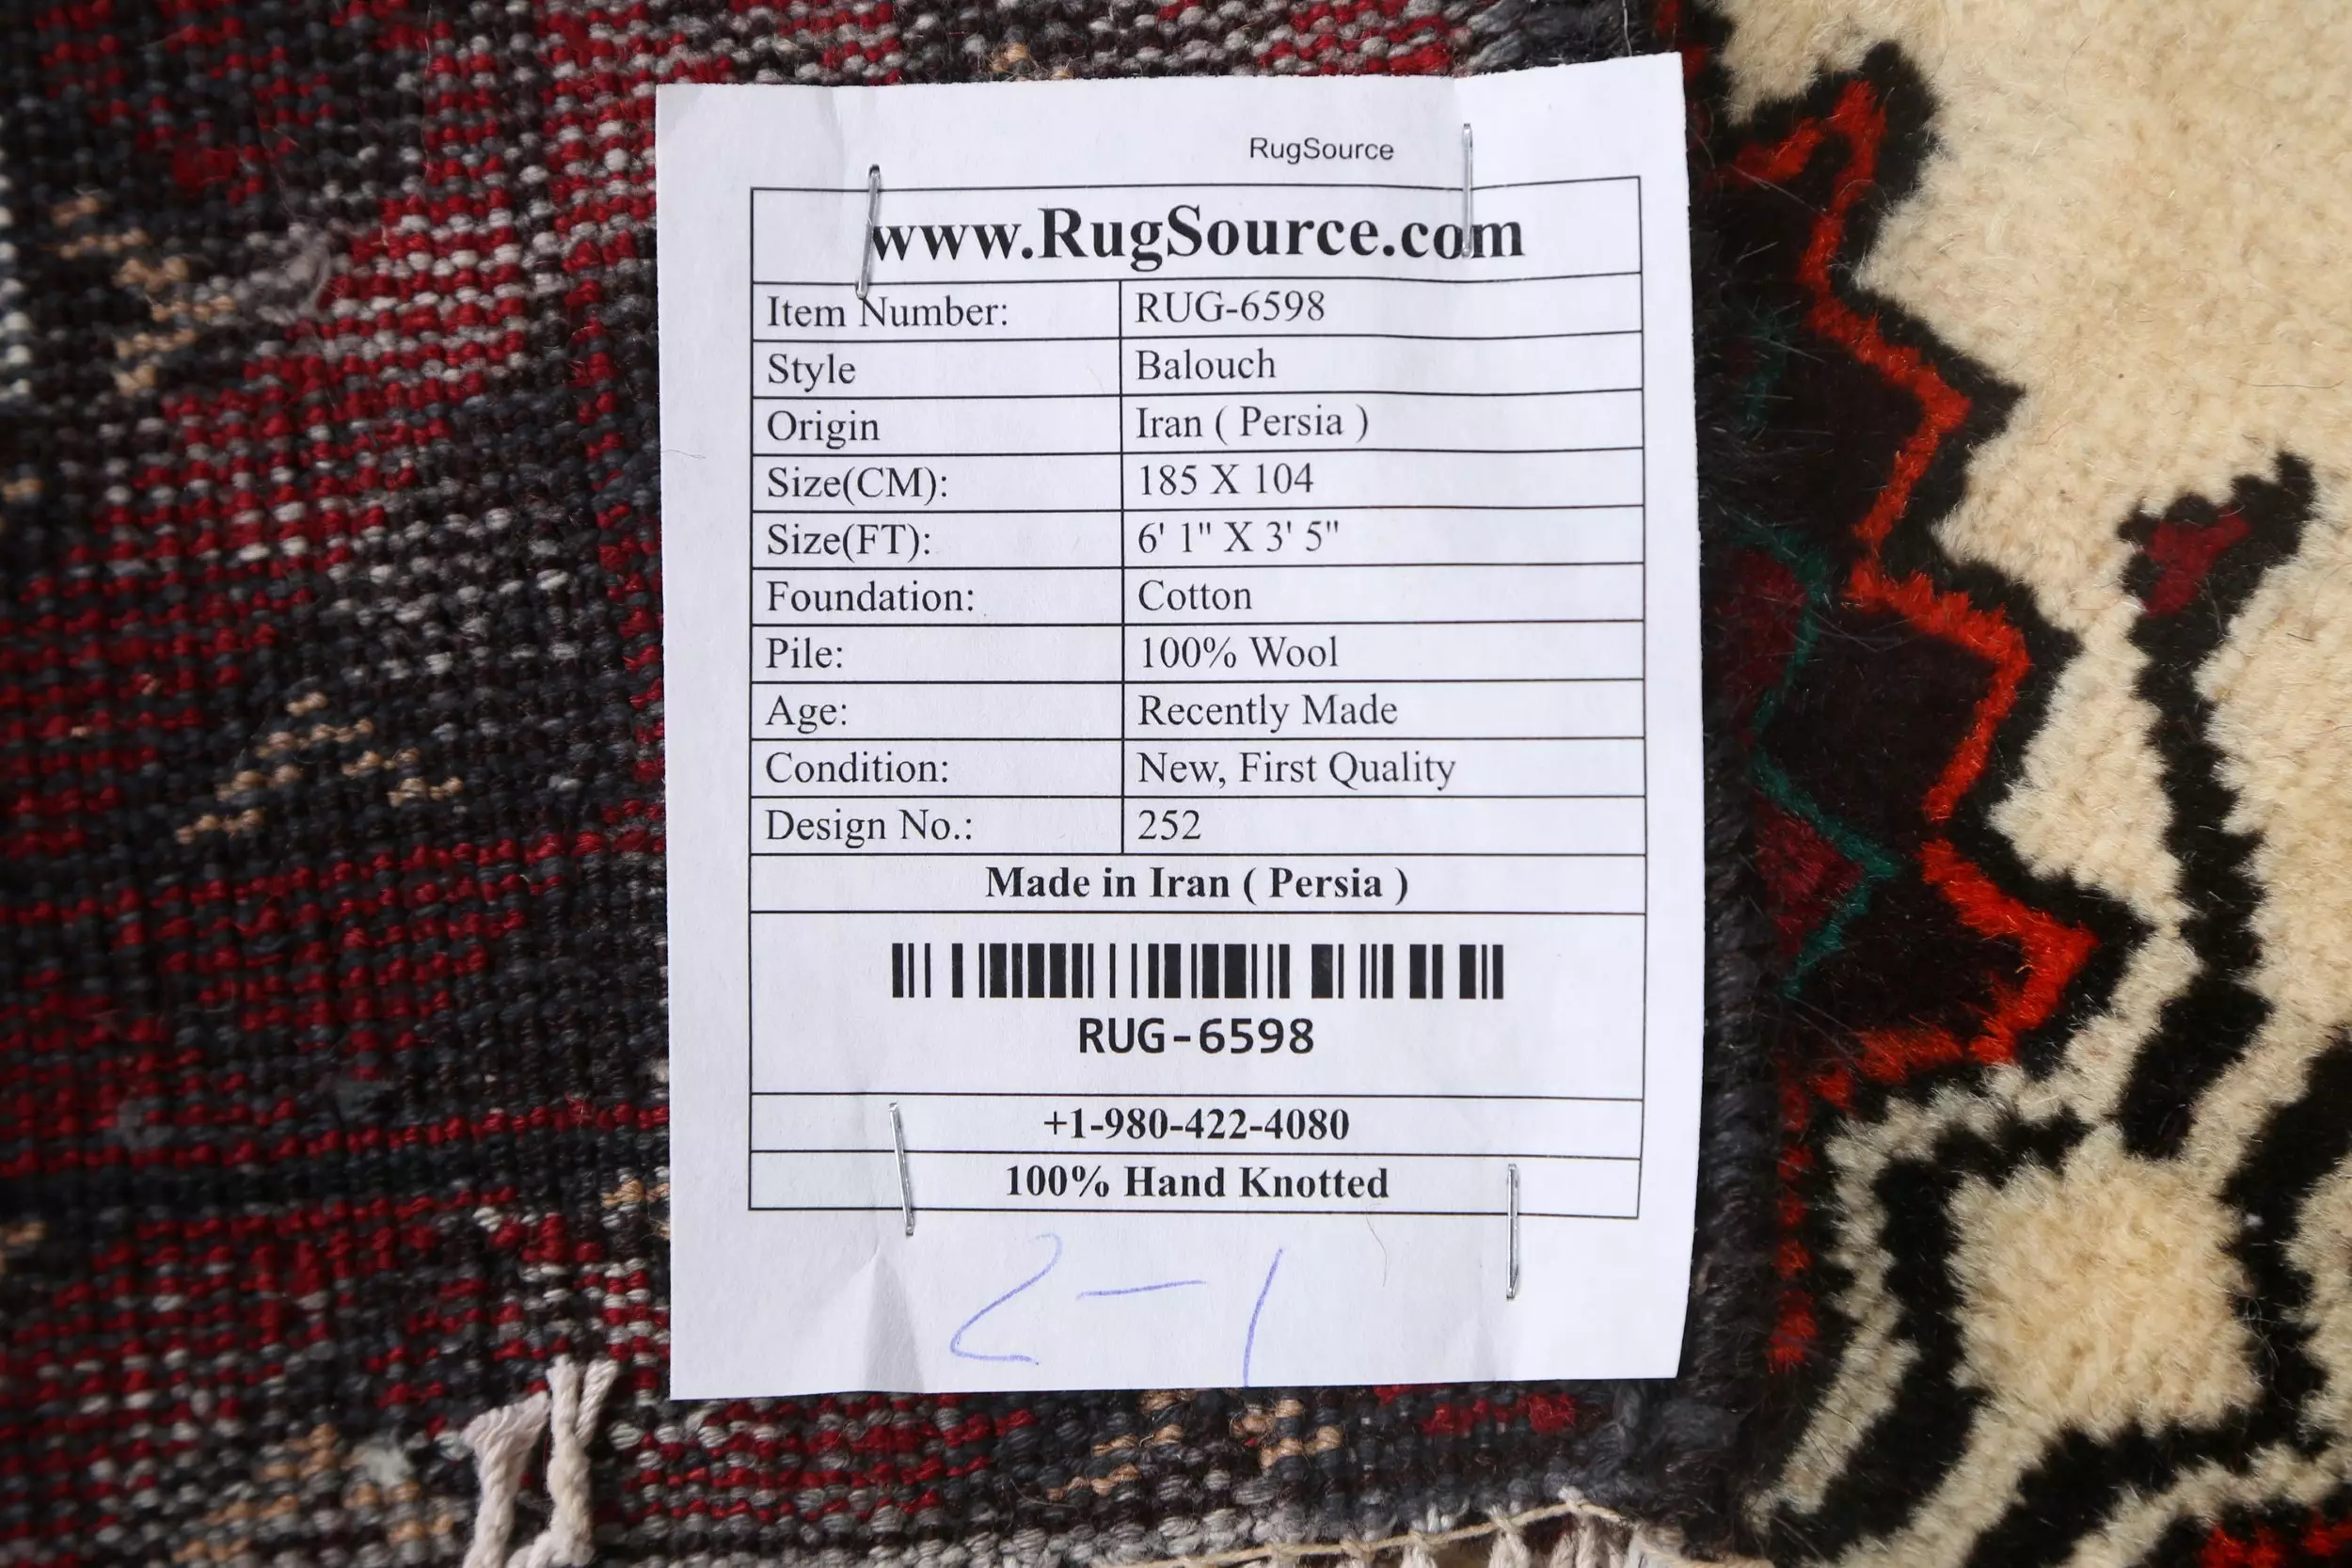 RugSource
www.RugSource.com
Item Number: RUG-6598
Style Balouch
Origin Iran ( Persia )
Size(CM): 185 X 104
Size(FT): 6' 1" X 3' 5"
Foundation: Cotton
Pile: 100% Wool
Age: Recently Made
Condition: New, First Quality
Design No.: 252
Made in Iran ( Persia )
RUG-6598
+1-980-422-4080
100% Hand Knotted
2-1